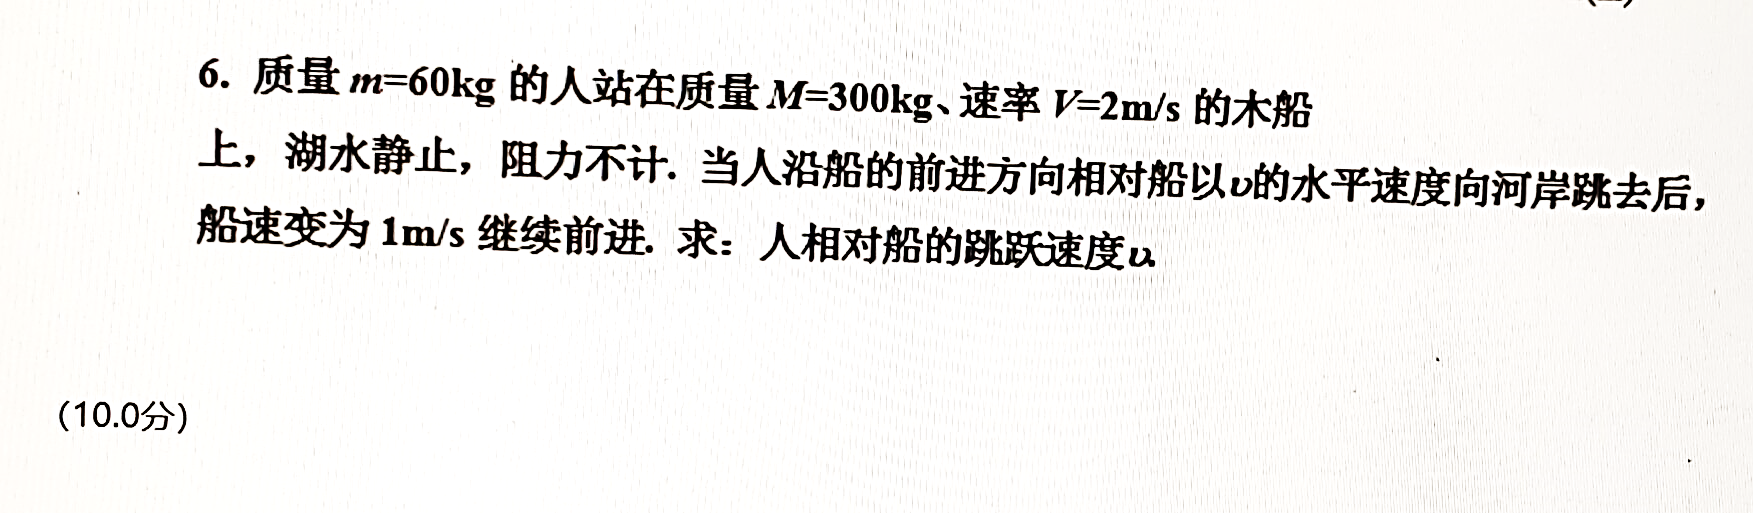 6. 质量 m=60kg 的人站在质量 M=300kg、速率 V=2m/s 的木船
上，湖水静止，阻力不计. 当人沿船的前进方向相对船以υ的水平速度向河岸跳去后，
船速变为 1m/s 继续前进. 求：人相对船的跳跃速度υ.
(10.0分)